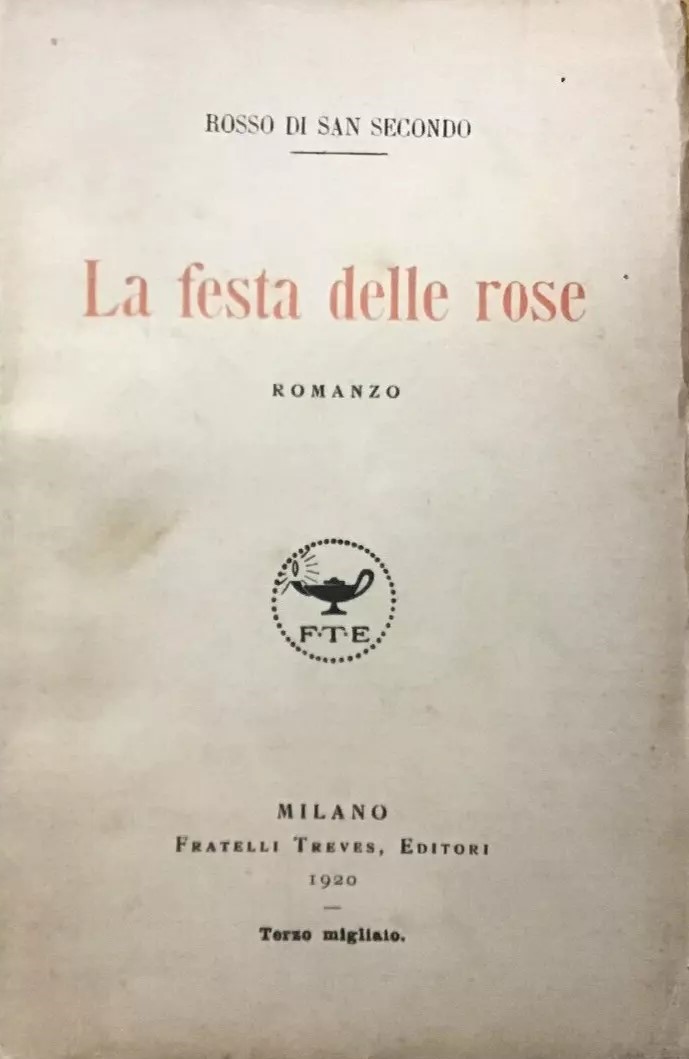 ROSSO DI SAN SECONDO
La festa delle rose
ROMANZO
F·T·E
MILANO
FRATELLI TREVES, EDITORI
1920
Terzo migliaio.